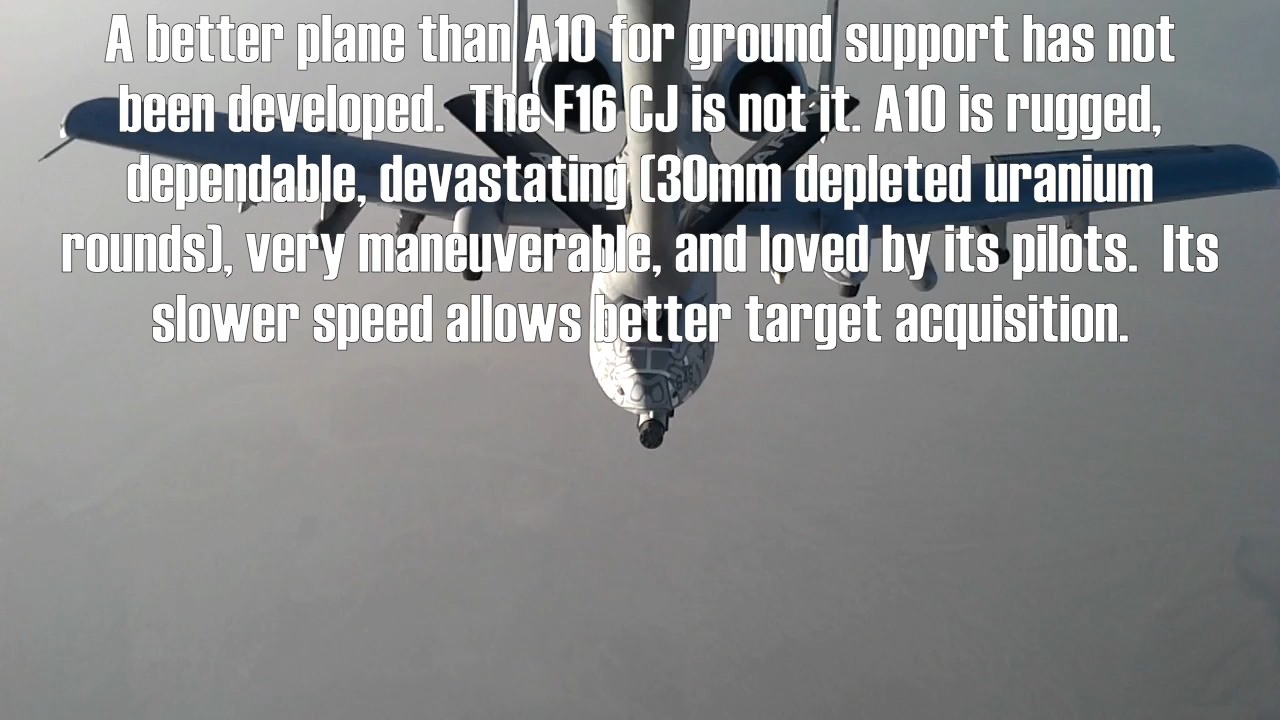 A better plane than A10 for ground support has not
been developed.  The F16 CJ is not it. A10 is rugged,
dependable, devastating (30mm depleted uranium
rounds), very maneuverable, and loved by its pilots.  Its
slower speed allows better target acquisition.